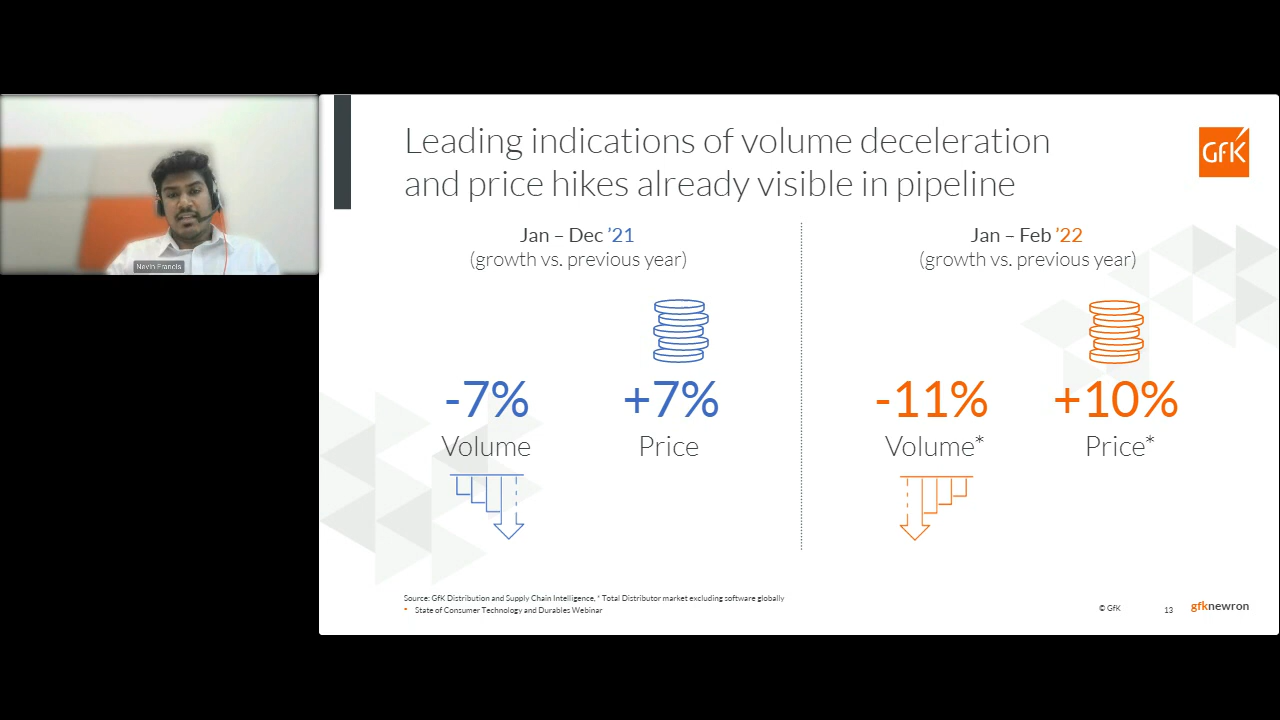 Nevin Francis
Leading indications of volume deceleration
and price hikes already visible in pipeline
GfK
Jan – Dec ’21
(growth vs. previous year)
-7%
Volume
+7%
Price
Jan – Feb ’22
(growth vs. previous year)
-11%
Volume*
+10%
Price*
Source: GfK Distribution and Supply Chain Intelligence, * Total Distributor market excluding software globally
State of Consumer Technology and Durables Webinar
© GfK
13
gfknewron